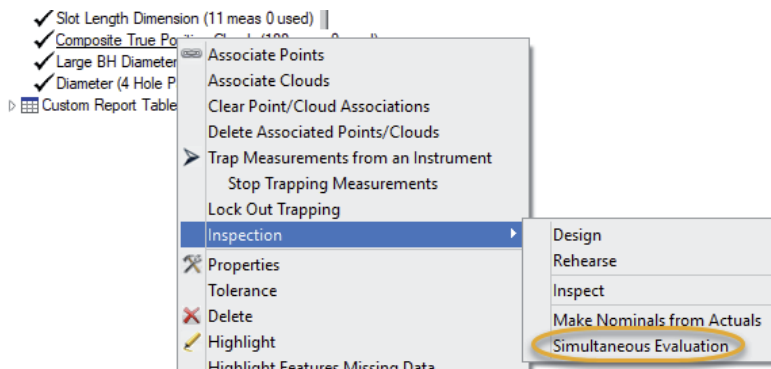 Slot Length Dimension (11 meas 0 used)
Composite True Po
Large BH Diameter
Diameter (4 Hole P
Custom Report Table
Associate Points
Associate Clouds
Clear Point/Cloud Associations
Delete Associated Points/Clouds
Trap Measurements from an Instrument
Stop Trapping Measurements
Lock Out Trapping
Inspection
Properties
Tolerance
Delete
Highlight
Highlight Features Missing Data
Design
Rehearse
Inspect
Make Nominals from Actuals
Simultaneous Evaluation